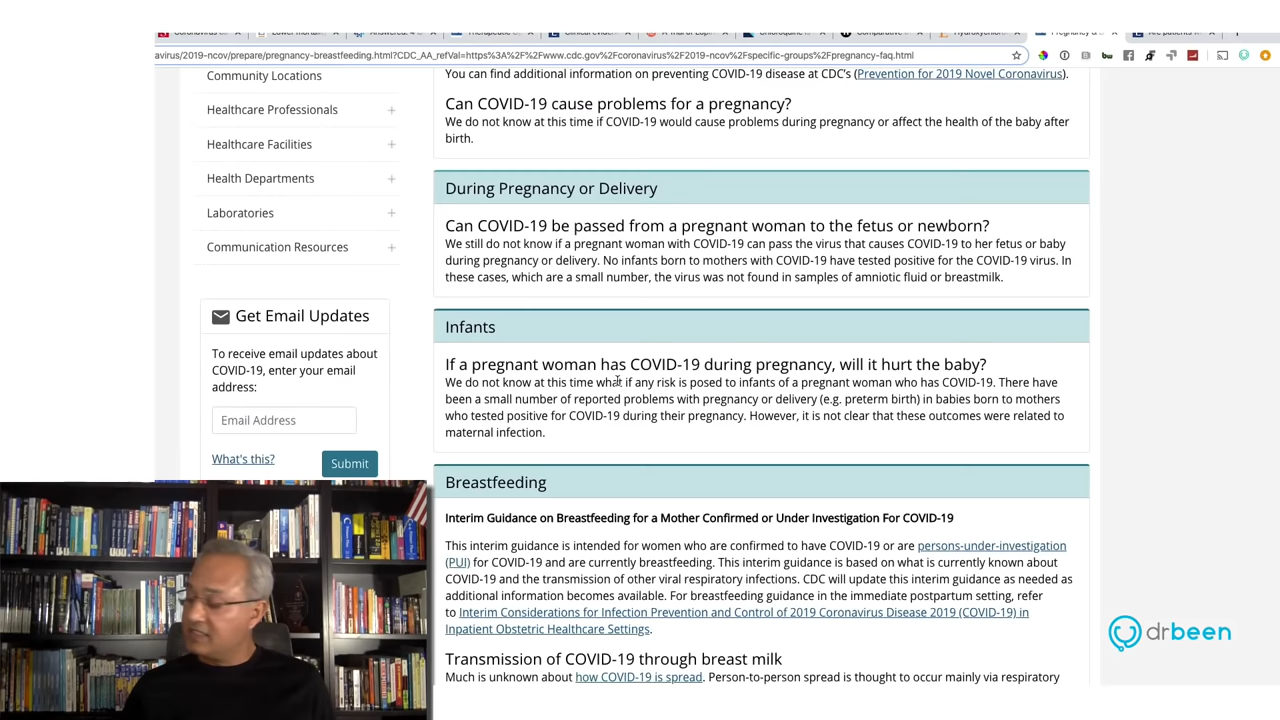 avirus/2019-ncov/prepare/pregnancy-breastfeeding.html?CDC_AA_refVal=https%3A%2F%2Fwww.cdc.gov%2Fcoronavirus%2F2019-ncov%2Fspecific-groups%2Fpregnancy-faq.html
Community Locations
Healthcare Professionals
Healthcare Facilities
Health Departments
Laboratories
Communication Resources
Get Email Updates
To receive email updates about
COVID-19, enter your email
address:
Email Address
What's this?
Submit
You can find additional information on preventing COVID-19 disease at CDC's (Prevention for 2019 Novel Coronavirus).
Can COVID-19 cause problems for a pregnancy?
We do not know at this time if COVID-19 would cause problems during pregnancy or affect the health of the baby after
birth.
During Pregnancy or Delivery
Can COVID-19 be passed from a pregnant woman to the fetus or newborn?
We still do not know if a pregnant woman with COVID-19 can pass the virus that causes COVID-19 to her fetus or baby
during pregnancy or delivery. No infants born to mothers with COVID-19 have tested positive for the COVID-19 virus. In
these cases, which are a small number, the virus was not found in samples of amniotic fluid or breastmilk.
Infants
If a pregnant woman has COVID-19 during pregnancy, will it hurt the baby?
We do not know at this time what if any risk is posed to infants of a pregnant woman who has COVID-19. There have
been a small number of reported problems with pregnancy or delivery (e.g. preterm birth) in babies born to mothers
who tested positive for COVID-19 during their pregnancy. However, it is not clear that these outcomes were related to
maternal infection.
Breastfeeding
Interim Guidance on Breastfeeding for a Mother Confirmed or Under Investigation For COVID-19
This interim guidance is intended for women who are confirmed to have COVID-19 or are persons-under-investigation
(PUI) for COVID-19 and are currently breastfeeding. This interim guidance is based on what is currently known about
COVID-19 and the transmission of other viral respiratory infections. CDC will update this interim guidance as needed as
additional information becomes available. For breastfeeding guidance in the immediate postpartum setting, refer
to Interim Considerations for Infection Prevention and Control of 2019 Coronavirus Disease 2019 (COVID-19) in
Inpatient Obstetric Healthcare Settings.
Transmission of COVID-19 through breast milk
Much is unknown about how COVID-19 is spread. Person-to-person spread is thought to occur mainly via respiratory
drbeen